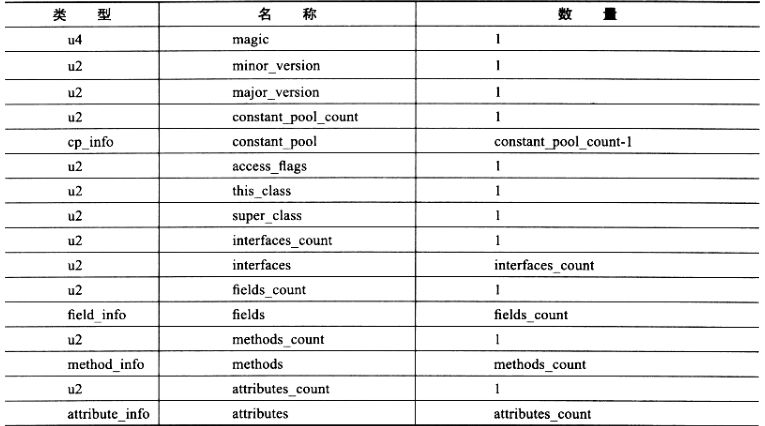 类 型 名 称 数 量
u4 magic 1
u2 minor_version 1
u2 major_version 1
u2 constant_pool_count 1
cp_info constant_pool constant_pool_count-1
u2 access_flags 1
u2 this_class 1
u2 super_class 1
u2 interfaces_count 1
u2 interfaces interfaces_count
u2 fields_count 1
field_info fields fields_count
u2 methods_count 1
method_info methods methods_count
u2 attributes_count 1
attribute_info attributes attributes_count